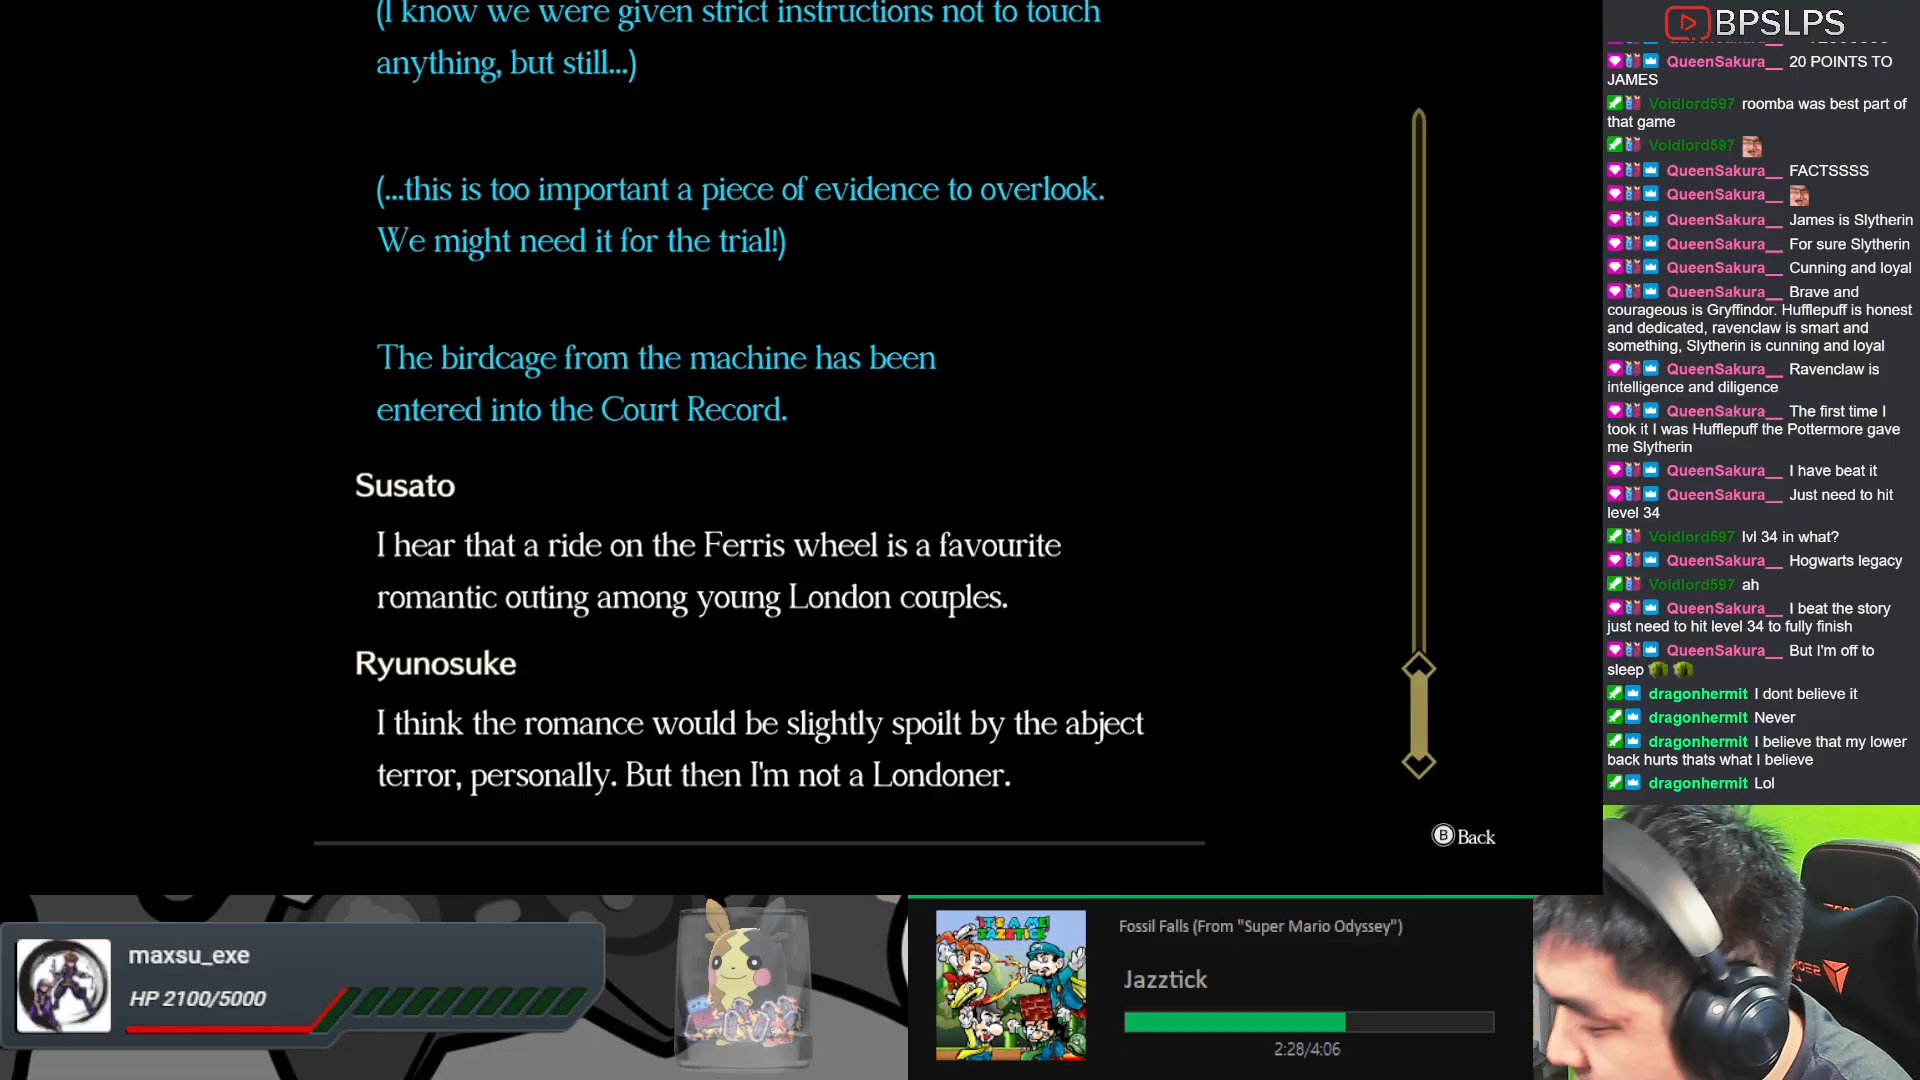 (I know we were given strict instructions not to touch
anything, but still...)
(...this is too important a piece of evidence to overlook.
We might need it for the trial!)
The birdcage from the machine has been
entered into the Court Record.
Susato
I hear that a ride on the Ferris wheel is a favourite
romantic outing among young London couples.
Ryunosuke
I think the romance would be slightly spoilt by the abject
terror, personally. But then I'm not a Londoner.
B Back
BPSLPS
QueenSakura__ 20 POINTS TO
JAMES
Voidlord597 roomba was best part of
that game
Voidlord597
QueenSakura__ FACTSSSS
QueenSakura__
QueenSakura__ James is Slytherin
QueenSakura__ For sure Slytherin
QueenSakura__ Cunning and loyal
QueenSakura__ Brave and
courageous is Gryffindor. Hufflepuff is honest
and dedicated, ravenclaw is smart and
something, Slytherin is cunning and loyal
QueenSakura__ Ravenclaw is
intelligence and diligence
QueenSakura__ The first time I
took it I was Hufflepuff the Pottermore gave
me Slytherin
QueenSakura__ I have beat it
QueenSakura__ Just need to hit
level 34
Voidlord597 lvl 34 in what?
QueenSakura__ Hogwarts legacy
Voidlord597 ah
QueenSakura__ I beat the story
just need to hit level 34 to fully finish
QueenSakura__ But I'm off to
sleep
dragonhermit I dont believe it
dragonhermit Never
dragonhermit I believe that my lower
back hurts thats what I believe
dragonhermit Lol
maxsu_exe
HP 2100/5000
IT'S A ME!
JAZZTICK
Fossil Falls (From "Super Mario Odyssey")
Jazztick
2:28/4:06